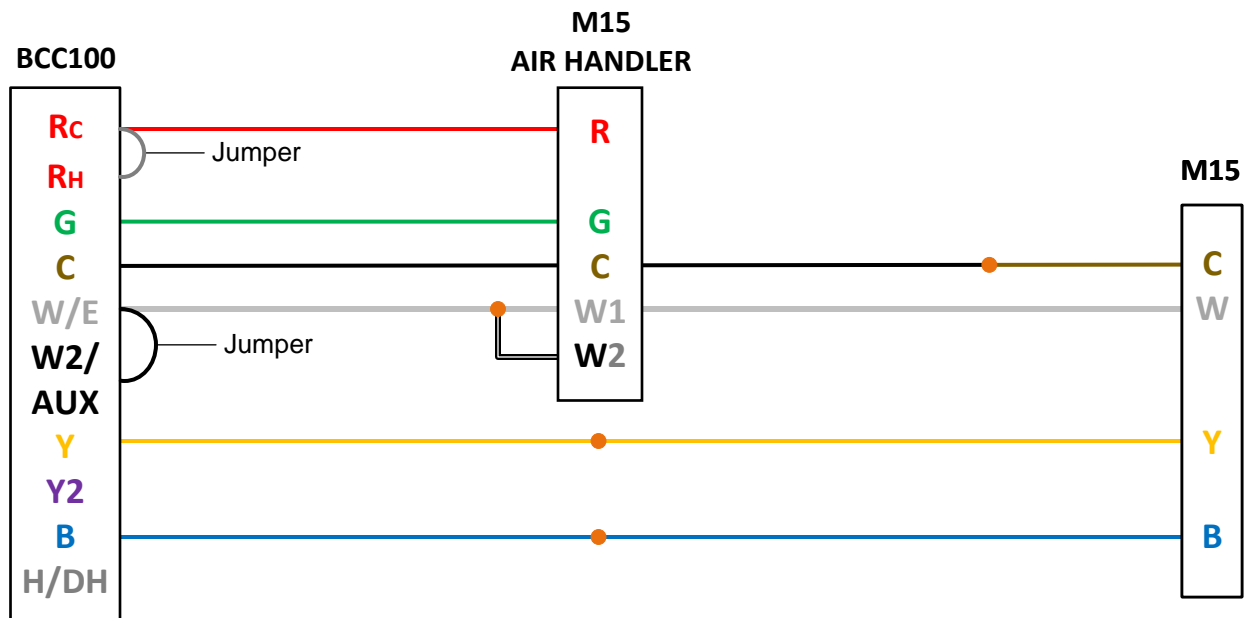 BCC100
M15
AIR HANDLER
M15
RC
RH
G
C
W/E
W2/
AUX
Y
Y2
B
H/DH
Jumper
Jumper
R
G
C
W1
W2
C
W
Y
B